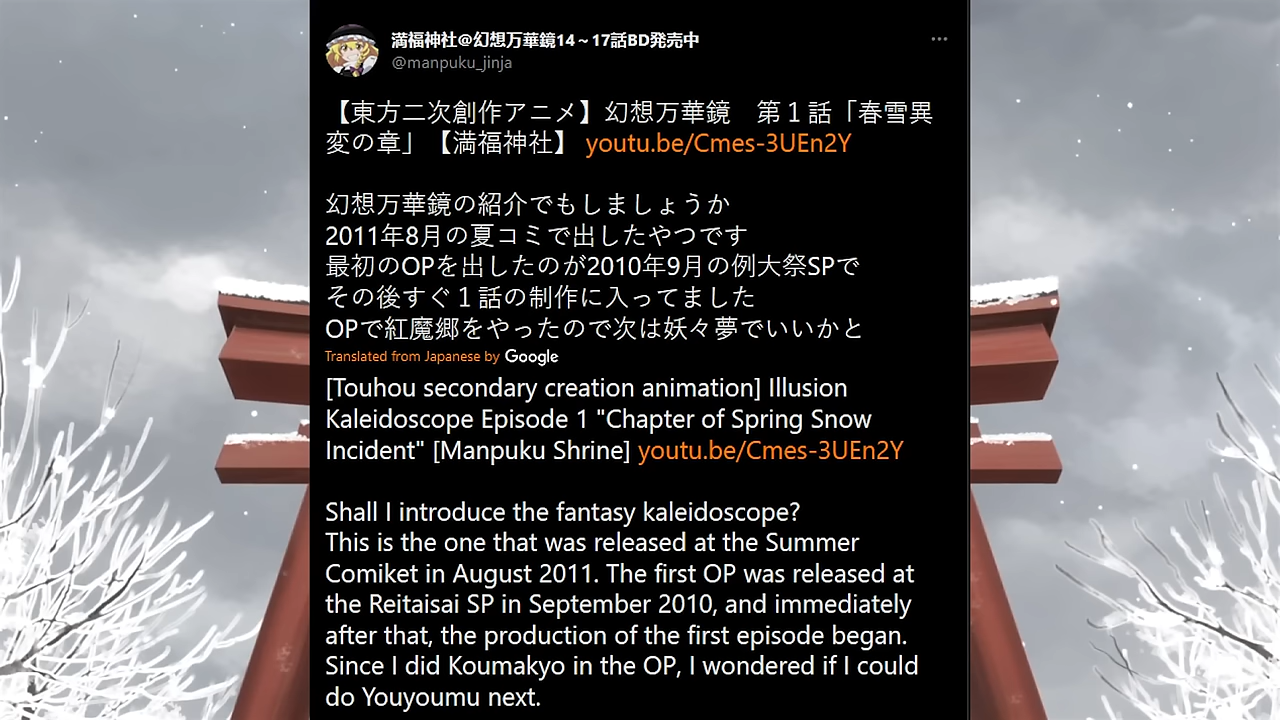 満福神社@幻想万華鏡14～17話BD発売中
@manpuku_jinja
【東方二次創作アニメ】幻想万華鏡　第１話「春雪異
変の章」【満福神社】 youtu.be/Cmes-3UEn2Y
幻想万華鏡の紹介でもしましょうか
2011年8月の夏コミで出したやつです
最初のOPを出したのが2010年9月の例大祭SPで
その後すぐ１話の制作に入ってました
OPで紅魔郷をやったので次は妖々夢でいいかと
Translated from Japanese by Google
[Touhou secondary creation animation] Illusion
Kaleidoscope Episode 1 "Chapter of Spring Snow
Incident" [Manpuku Shrine] youtu.be/Cmes-3UEn2Y
Shall I introduce the fantasy kaleidoscope?
This is the one that was released at the Summer
Comiket in August 2011. The first OP was released at
the Reitaisai SP in September 2010, and immediately
after that, the production of the first episode began.
Since I did Koumakyo in the OP, I wondered if I could
do Youyoumu next.